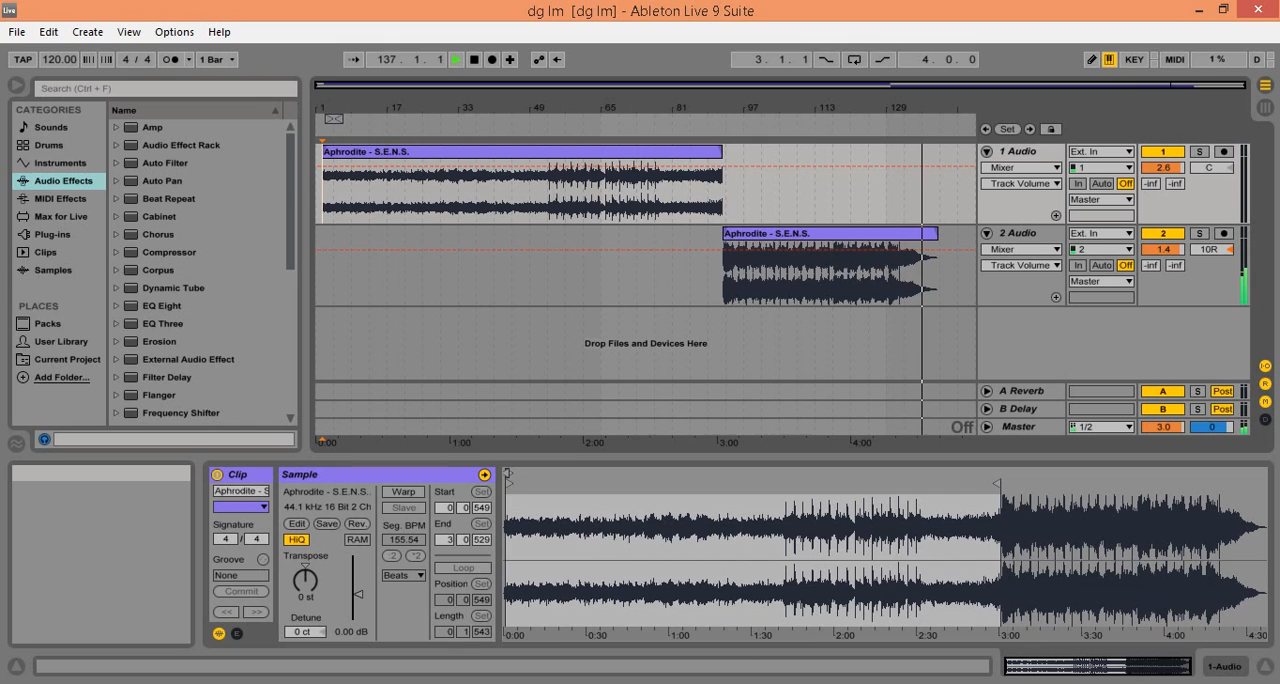 Live
dg lm  [dg lm] - Ableton Live 9 Suite
File Edit Create View Options Help
TAP 120.00 4 / 4 1 Bar 137 . 1 . 1 3 . 1 . 1 4 . 0 . 0 KEY MIDI 1 % D
Search (Ctrl + F)
CATEGORIES
Sounds
Drums
Instruments
Audio Effects
MIDI Effects
Max for Live
Plug-ins
Clips
Samples
PLACES
Packs
User Library
Current Project
Add Folder...
Name
Amp
Audio Effect Rack
Auto Filter
Auto Pan
Beat Repeat
Cabinet
Chorus
Compressor
Corpus
Dynamic Tube
EQ Eight
EQ Three
Erosion
External Audio Effect
Filter Delay
Flanger
Frequency Shifter
1 17 33 49 65 81 97 113 129
Set
Aphrodite - S.E.N.S.
Aphrodite - S.E.N.S.
Drop Files and Devices Here
0:00 1:00 2:00 3:00 4:00
Off
1 Audio Ext. In 1 S
Mixer 1 2.6 C
Track Volume In Auto Off -inf -inf
Master
2 Audio Ext. In 2 S
Mixer 2 1.4 10R
Track Volume In Auto Off -inf -inf
Master
A Reverb A S Post
B Delay B S Post
Master 1/2 3.0 0
I-O
R
M
D
Clip
Aphrodite - S
Signature
4 / 4
Groove
None
Commit
<< >>
E
Sample
Aphrodite - S.E.N.S..
44.1 kHz 16 Bit 2 Ch
Edit Save Rev.
HiQ RAM
Transpose
0 st
Detune
0 ct 0.00 dB
Warp
Slave
Seg. BPM
155.54
:2 *2
Beats
Start Set
0 0 549
End Set
3 0 529
Loop
Position Set
0 0 549
Length Set
0 1 543
0:00 0:30 1:00 1:30 2:00 2:30 3:00 3:30 4:00 4:30
1-Audio